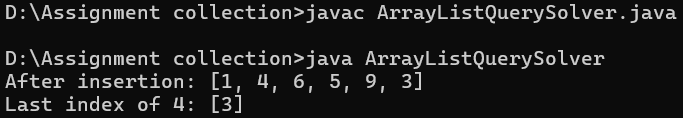 D:\Assignment collection>javac ArrayListQuerySolver.java
D:\Assignment collection>java ArrayListQuerySolver
After insertion: [1, 4, 6, 5, 9, 3]
Last index of 4: [3]